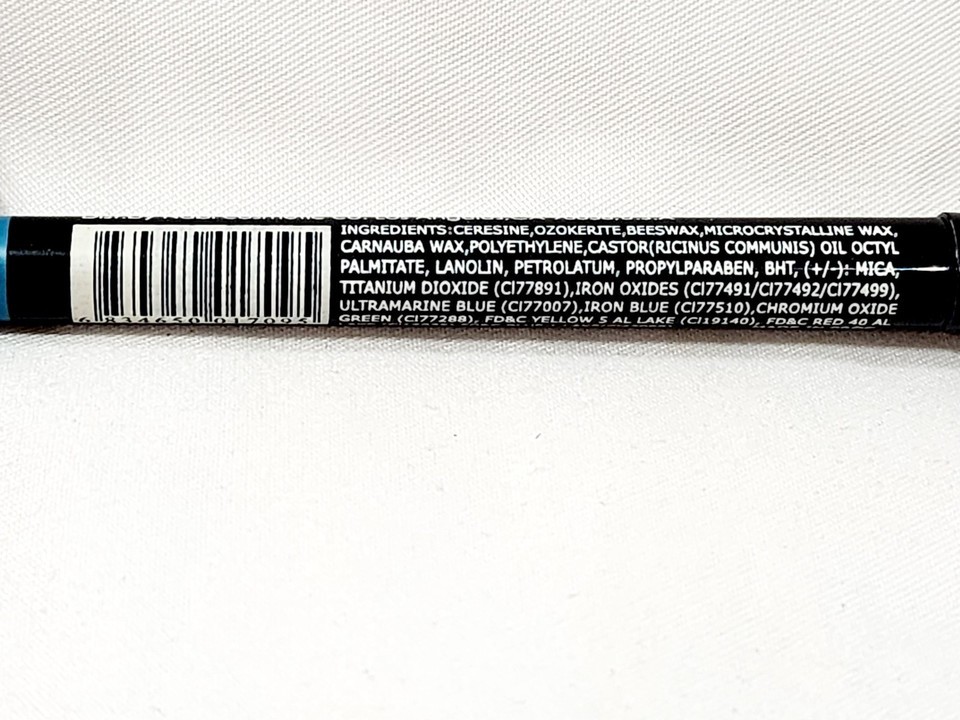 INGREDIENTS:CERESINE,OZOKERITE,BEESWAX,MICROCRYSTALLINE WAX,
CARNAUBA WAX,POLYETHYLENE,CASTOR(RICINUS COMMUNIS) OIL OCTYL
PALMITATE, LANOLIN, PETROLATUM, PROPYLPARABEN, BHT, (+/-): MICA,
TITANIUM DIOXIDE (CI77891),IRON OXIDES (CI77491/CI77492/CI77499),
ULTRAMARINE BLUE (CI77007),IRON BLUE (CI77510),CHROMIUM OXIDE
GREEN (CI77288), FD&C YELLOW 5 AL LAKE (CI19140), FD&C RED 40 AL